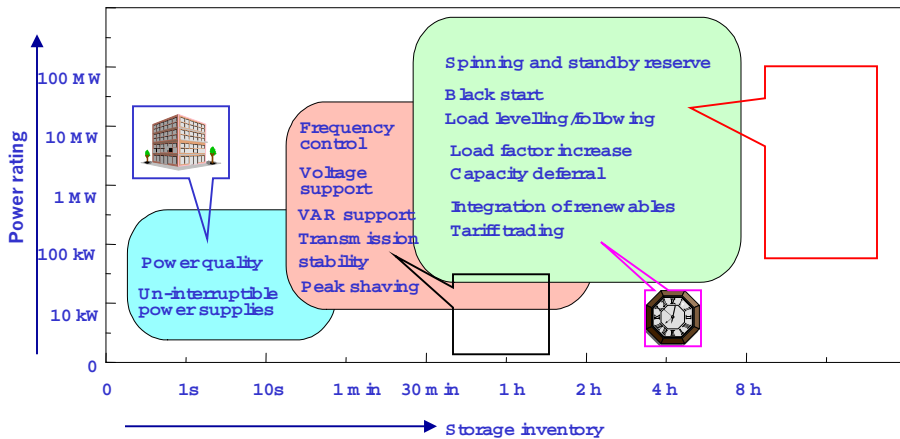 Power rating
100 MW
10 MW
1 MW
100 kW
10 kW
0
Power quality
Un-interruptible
power supplies
Frequency
control
Voltage
support
VAR support
Transmission
stability
Peak shaving
Spinning and standby reserve
Black start
Load levelling/following
Load factor increase
Capacity deferral
Integration of renewables
Tariff trading
0
1s
10s
1 min
30 min
1 h
2 h
4 h
8 h
Storage inventory